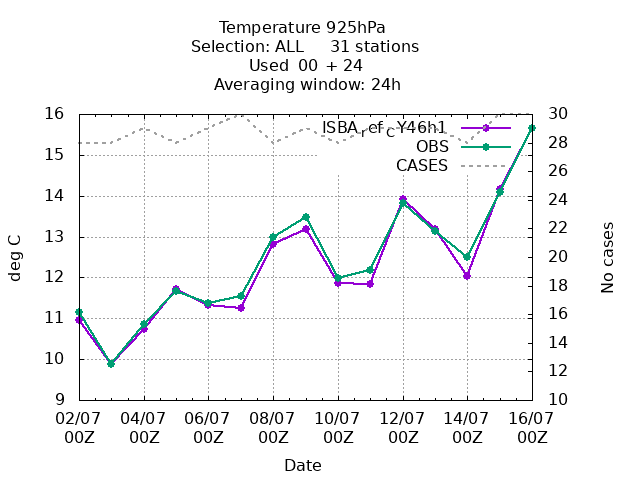 Temperature 925hPa
Selection: ALL 31 stations
Used 00 + 24
Averaging window: 24h
16 30
ISBA_ref_c_Y46h1
15 28
OBS
CASES 26
14 24
13 22
deg C
No cases
20
12 18
11 16
14
10 12
9 10
02/07 04/07 06/07 08/07 10/07 12/07 14/07 16/07
00Z 00Z 00Z 00Z 00Z 00Z 00Z 00Z
Date